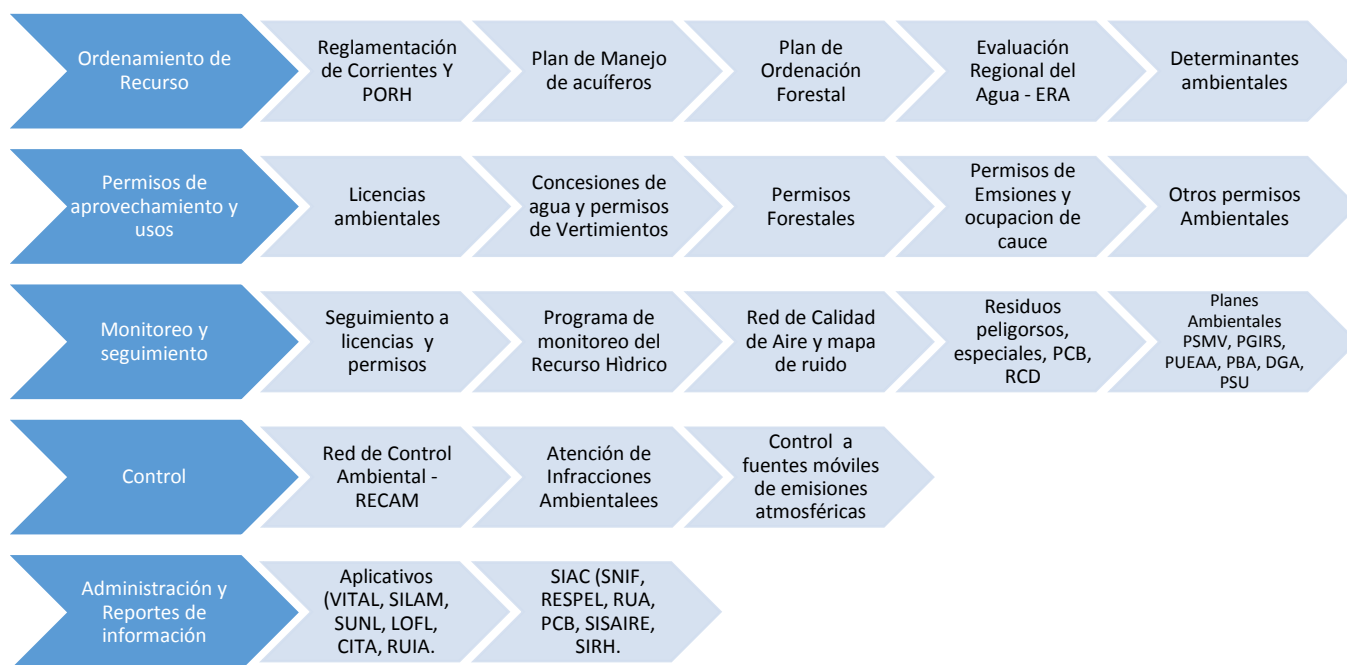 Ordenamiento de
Recurso
Reglamentación
de Corrientes Y
PORH
Plan de Manejo
de acuíferos
Plan de
Ordenación
Forestal
Evaluación
Regional del
Agua - ERA
Determinantes
ambientales
Permisos de
aprovechamiento y
usos
Licencias
ambientales
Concesiones de
agua y permisos
de Vertimientos
Permisos
Forestales
Permisos de
Emsiones y
ocupacion de
cauce
Otros permisos
Ambientales
Monitoreo y
seguimiento
Seguimiento a
licencias y
permisos
Programa de
monitoreo del
Recurso Hìdrico
Red de Calidad
de Aire y mapa
de ruido
Residuos
peligorsos,
especiales, PCB,
RCD
Planes
Ambientales
PSMV, PGIRS,
PUEAA, PBA, DGA,
PSU
Control
Red de Control
Ambiental -
RECAM
Atención de
Infracciones
Ambientalees
Control a
fuentes móviles
de emisiones
atmosféricas
Administración y
Reportes de
información
Aplicativos
(VITAL, SILAM,
SUNL, LOFL,
CITA, RUIA.
SIAC (SNIF,
RESPEL, RUA,
PCB, SISAIRE,
SIRH.